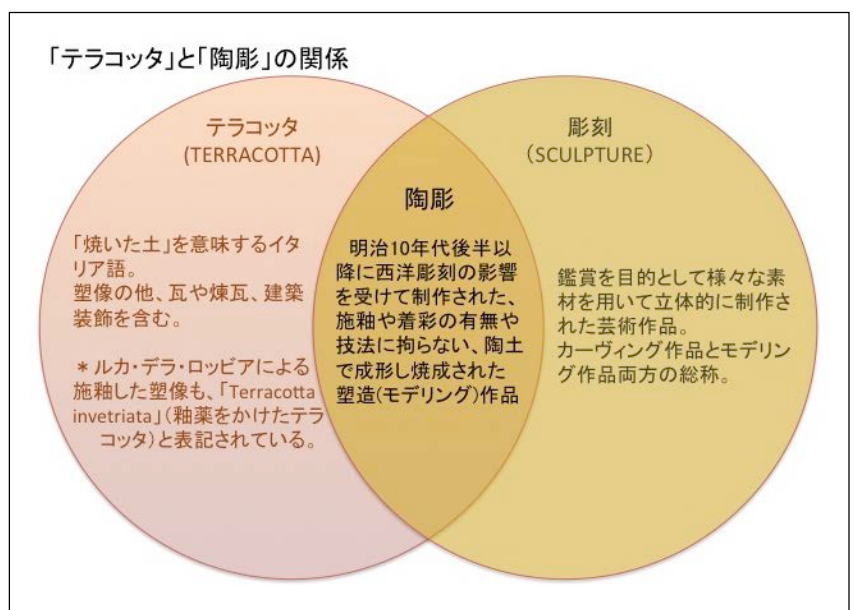 「テラコッタ」と「陶彫」の関係
テラコッタ
(TERRACOTTA)
「焼いた土」を意味するイタ
リア語。
塑像の他、瓦や煉瓦、建築
装飾を含む。
＊ルカ・デラ・ロッビアによる
施釉した塑像も、「Terracotta
invetriata」（釉薬をかけたテラ
コッタ）と表記されている。
陶彫
明治10年代後半以
降に西洋彫刻の影響
を受けて制作された、
施釉や着彩の有無や
技法に拘らない、陶土
で成形し焼成された
塑造(モデリング)作品
彫刻
（SCULPTURE）
鑑賞を目的として様々な素
材を用いて立体的に制作さ
れた芸術作品。
カーヴィング作品とモデリン
グ作品両方の総称。